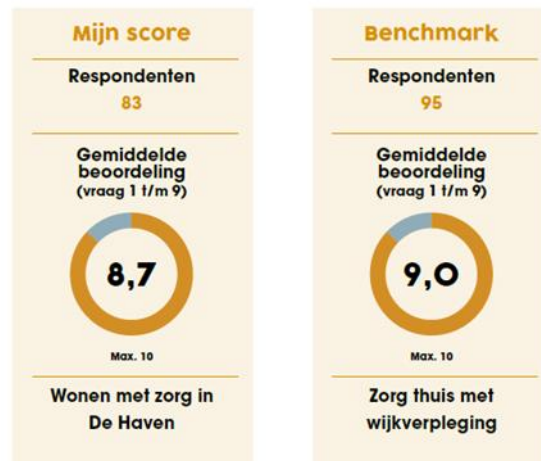 Mijn score
Respondenten
83
Gemiddelde
beoordeling
(vraag 1 t/m 9)
8,7
Max. 10
Wonen met zorg in
De Haven
Benchmark
Respondenten
95
Gemiddelde
beoordeling
(vraag 1 t/m 9)
9,0
Max. 10
Zorg thuis met
wijkverpleging